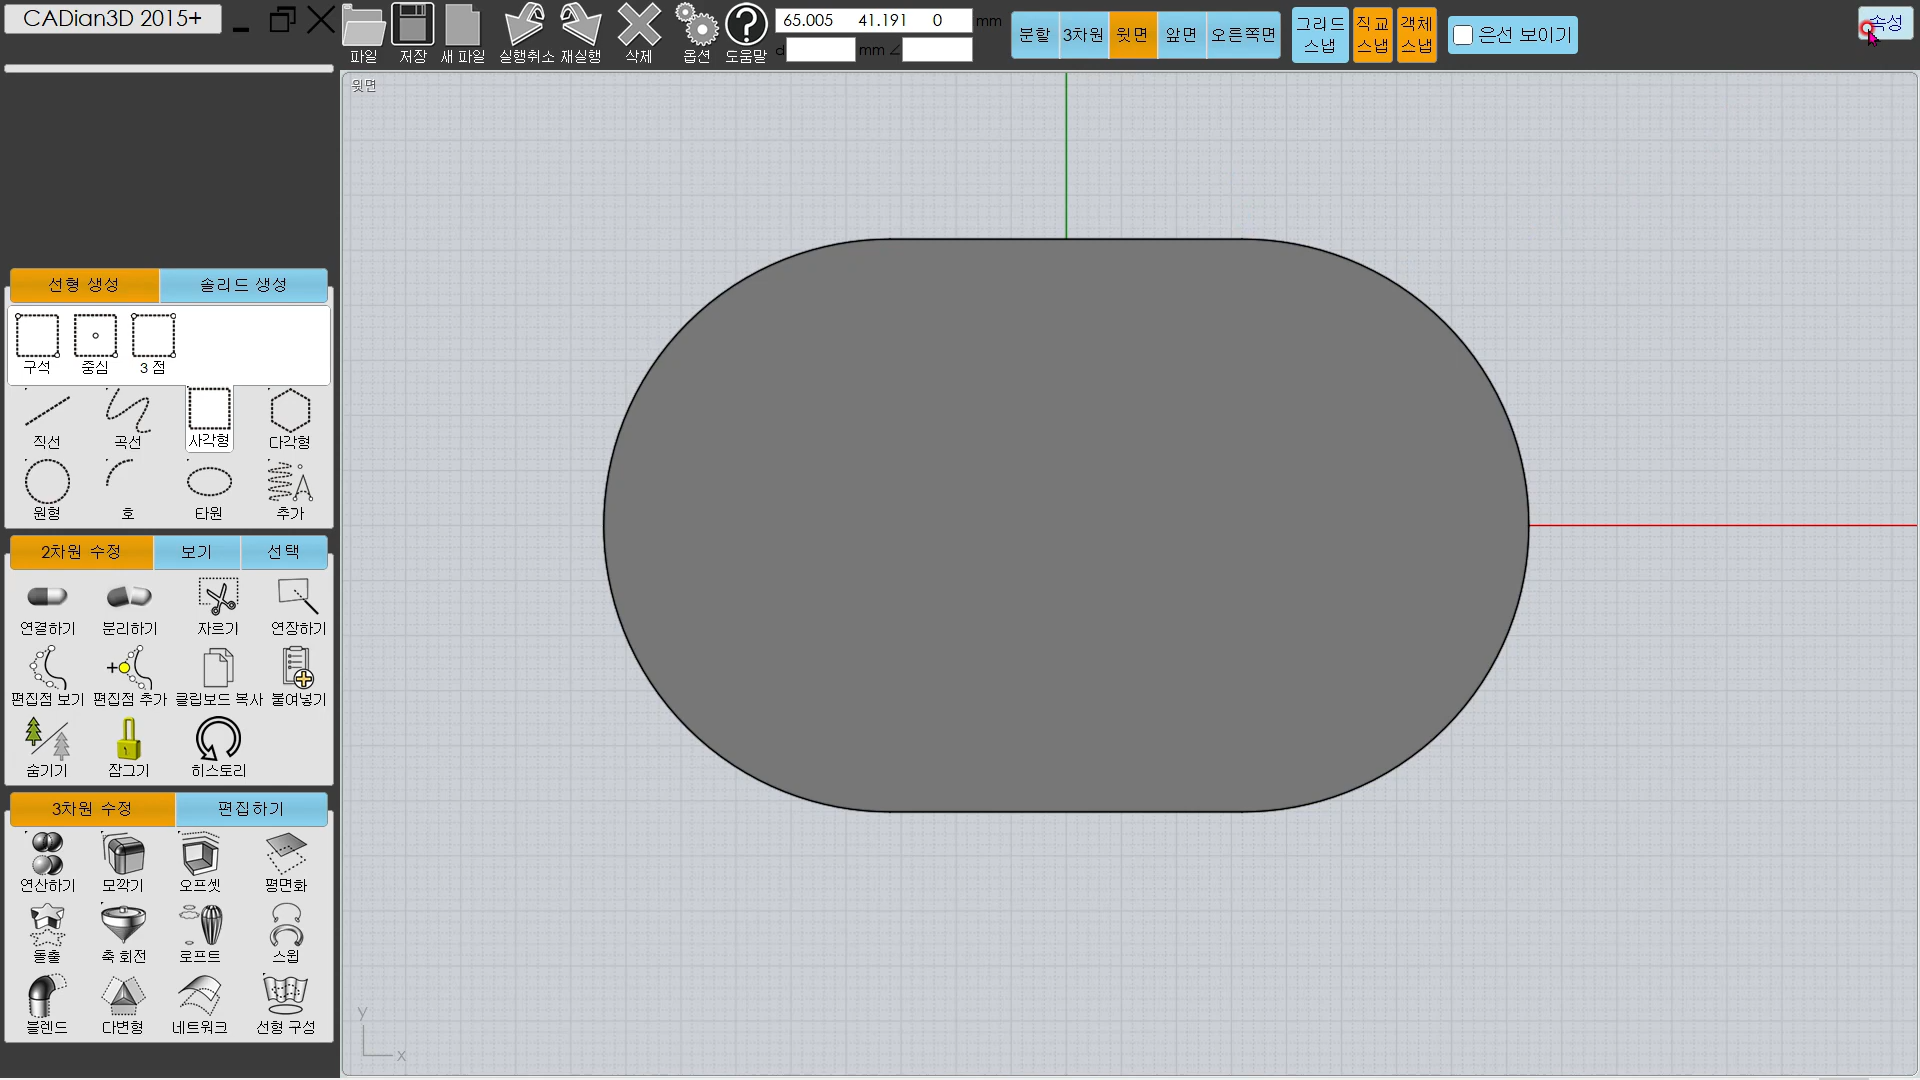 CADian3D 2015+
파일
저장
새 파일
실행취소
재실행
삭제
옵션
도움말
65.005 41.191 0 mm
d mm ∠
분할
3차원
윗면
앞면
오른쪽면
그리드
스냅
직교
스냅
객체
스냅
은선 보이기
속성
윗면
선형 생성
솔리드 생성
구석
중심
3 점
직선
곡선
사각형
다각형
원형
호
타원
추가
2차원 수정
보기
선택
연결하기
분리하기
자르기
연장하기
편집점 보기
편집점 추가
클립보드 복사
붙여넣기
숨기기
잠그기
히스토리
3차원 수정
편집하기
연산하기
모깍기
오프셋
평면화
돌출
축 회전
로프트
스윕
블렌드
다변형
네트워크
선형 구성
y
x